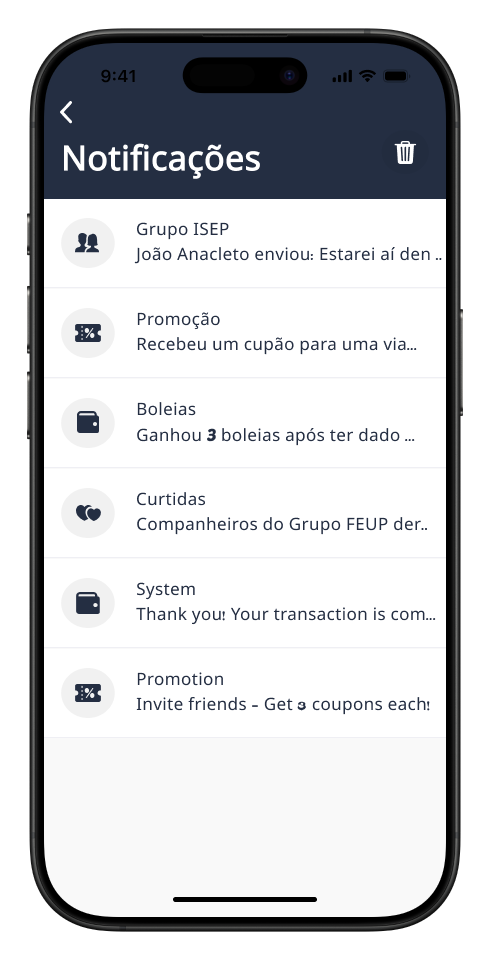 9:41
Notificações
Grupo ISEP
João Anacleto enviou: Estarei aí den ..
Promoção
Recebeu um cupão para uma via...
Boleias
Ganhou 3 boleias após ter dado ...
Curtidas
Companheiros do Grupo FEUP der..
System
Thank you! Your transaction is com...
Promotion
Invite friends - Get 3 coupons each!